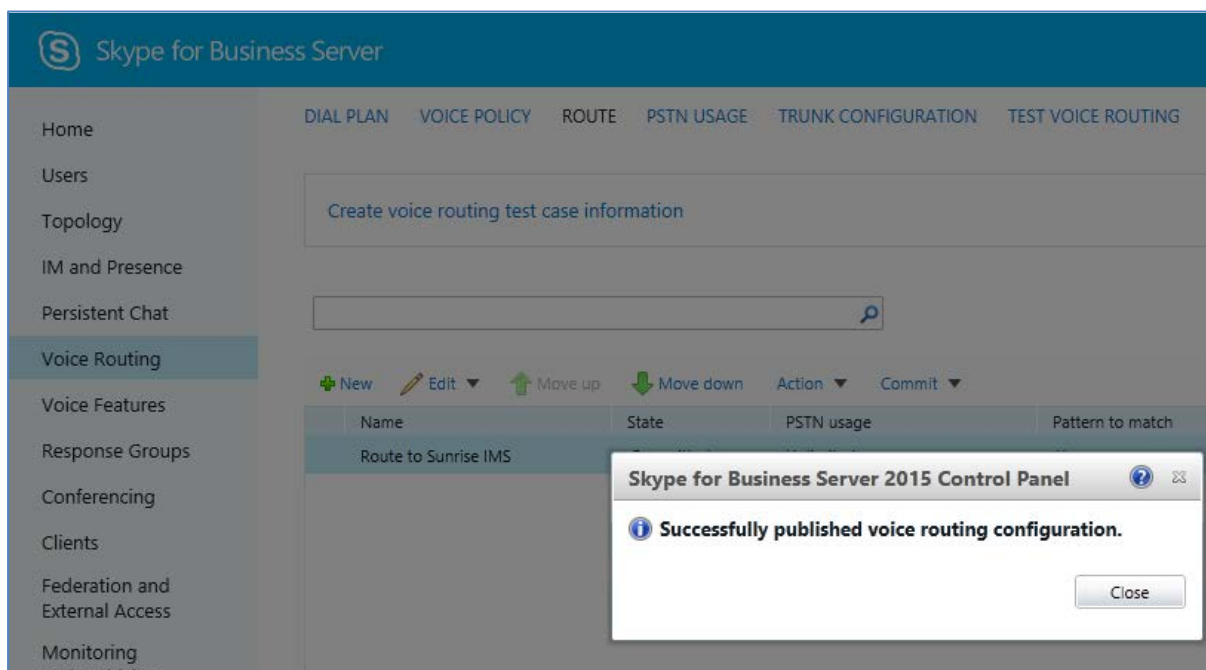 Skype for Business Server
Home
Users
Topology
IM and Presence
Persistent Chat
Voice Routing
Voice Features
Response Groups
Conferencing
Clients
Federation and
External Access
Monitoring
DIAL PLAN VOICE POLICY ROUTE PSTN USAGE TRUNK CONFIGURATION TEST VOICE ROUTING
Create voice routing test case information
New Edit Move up Move down Action Commit
Name State PSTN usage Pattern to match
Route to Sunrise IMS
Skype for Business Server 2015 Control Panel
Successfully published voice routing configuration.
Close